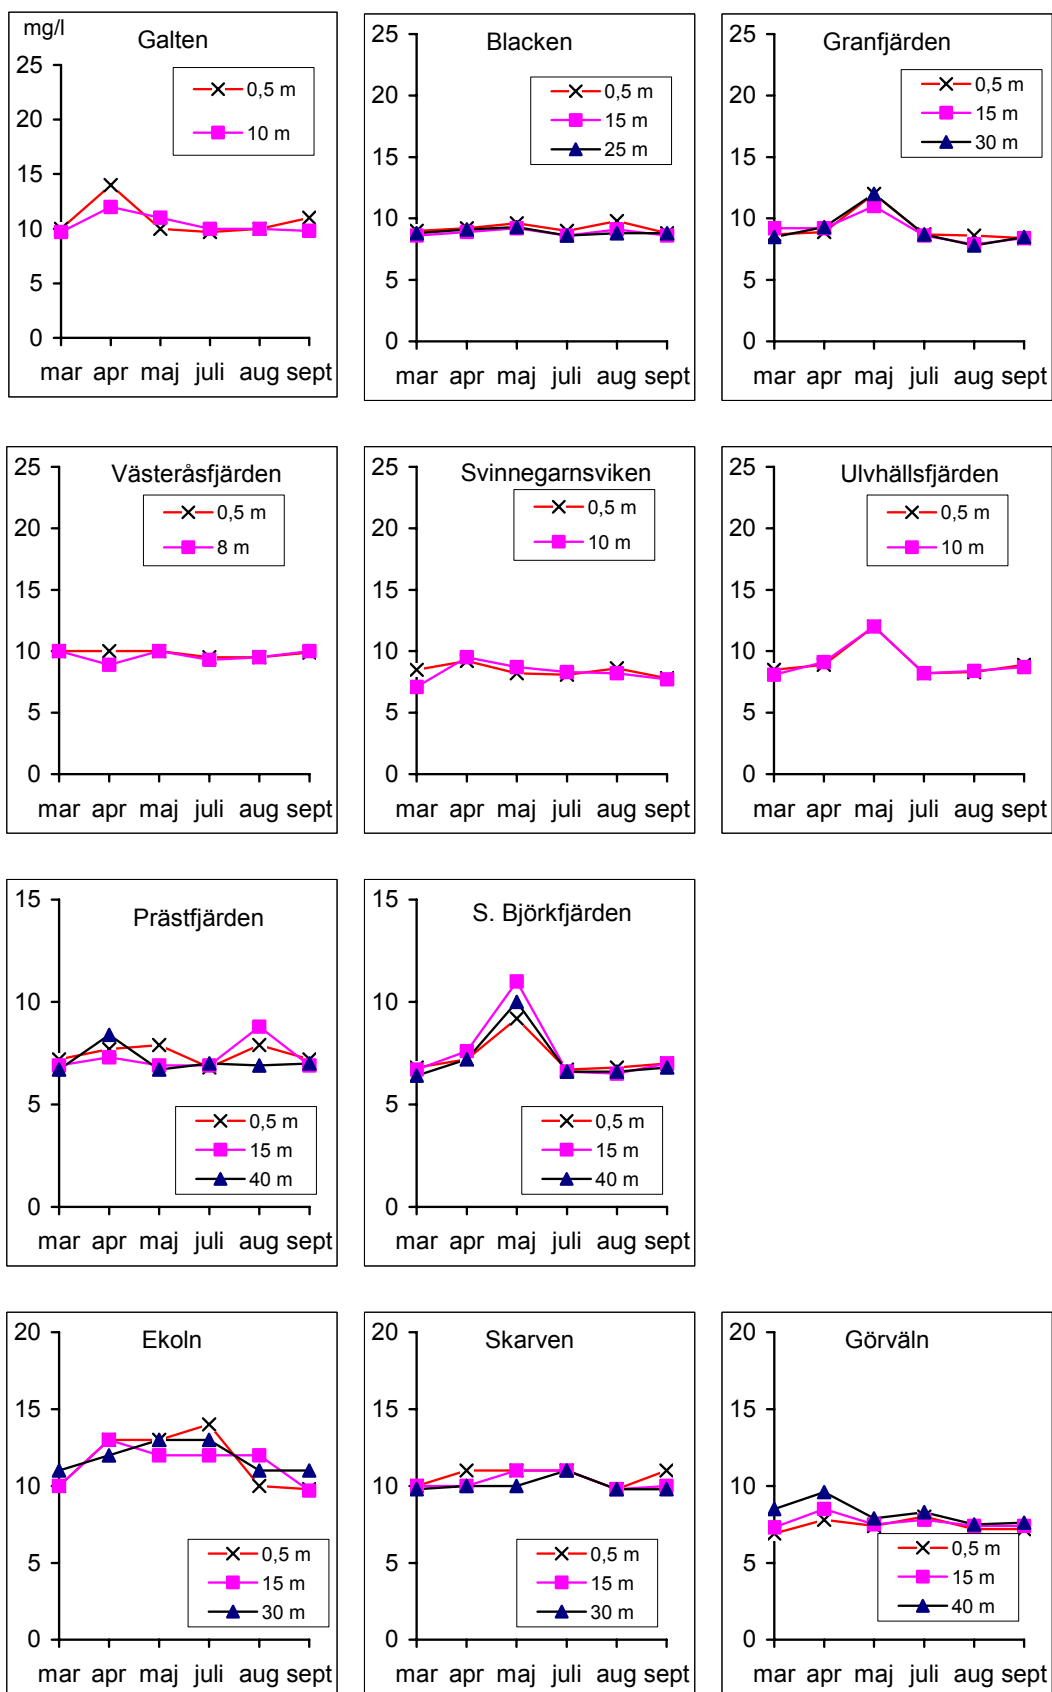 mg/l
Galten
25
20
15
10
5
0
0,5 m
10 m
mar apr maj juli aug sept
Blacken
25
20
15
10
5
0
0,5 m
15 m
25 m
mar apr maj juli aug sept
Granfjärden
25
20
15
10
5
0
0,5 m
15 m
30 m
mar apr maj juli aug sept
Västeråsfjärden
25
20
15
10
5
0
0,5 m
8 m
mar apr maj juli aug sept
Svinnegarnsviken
25
20
15
10
5
0
0,5 m
10 m
mar apr maj juli aug sept
Ulvhällsfjärden
25
20
15
10
5
0
0,5 m
10 m
mar apr maj juli aug sept
Prästfjärden
15
10
5
0
0,5 m
15 m
40 m
mar apr maj juli aug sept
S. Björkfjärden
15
10
5
0
0,5 m
15 m
40 m
mar apr maj juli aug sept
Ekoln
20
15
10
5
0
0,5 m
15 m
30 m
mar apr maj juli aug sept
Skarven
20
15
10
5
0
0,5 m
15 m
30 m
mar apr maj juli aug sept
Görväln
20
15
10
5
0
0,5 m
15 m
40 m
mar apr maj juli aug sept